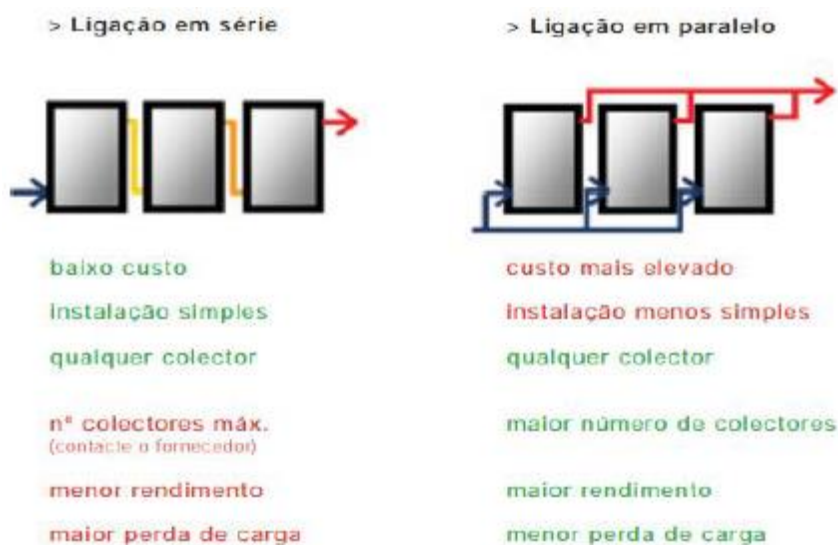 > Ligação em série
baixo custo
instalação simples
qualquer colector
nº colectores máx.
(contacte o fornecedor)
menor rendimento
maior perda de carga
> Ligação em paralelo
custo mais elevado
instalação menos simples
qualquer colector
maior número de colectores
maior rendimento
menor perda de carga